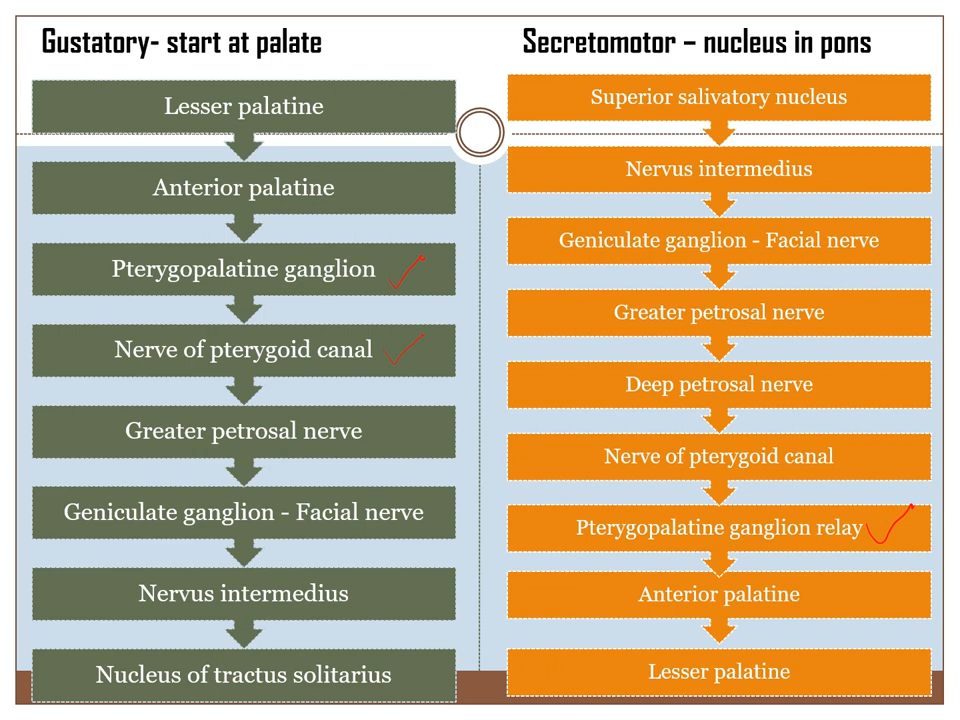 Gustatory- start at palate
Lesser palatine
Anterior palatine
Pterygopalatine ganglion
Nerve of pterygoid canal
Greater petrosal nerve
Geniculate ganglion - Facial nerve
Nervus intermedius
Nucleus of tractus solitarius
Secretomotor – nucleus in pons
Superior salivatory nucleus
Nervus intermedius
Geniculate ganglion - Facial nerve
Greater petrosal nerve
Deep petrosal nerve
Nerve of pterygoid canal
Pterygopalatine ganglion relay
Anterior palatine
Lesser palatine